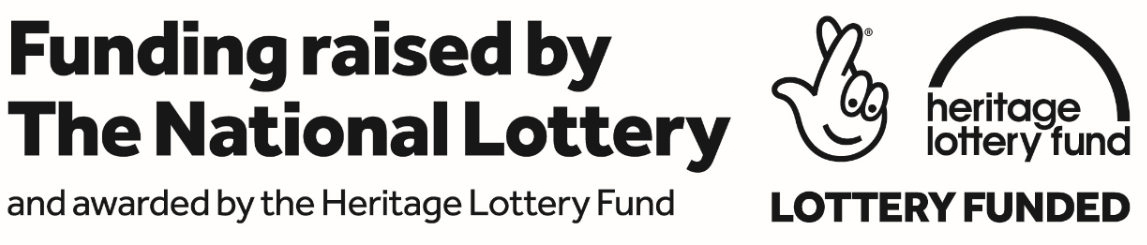 Funding raised by
The National Lottery
and awarded by the Heritage Lottery Fund
®
heritage
lottery fund
LOTTERY FUNDED